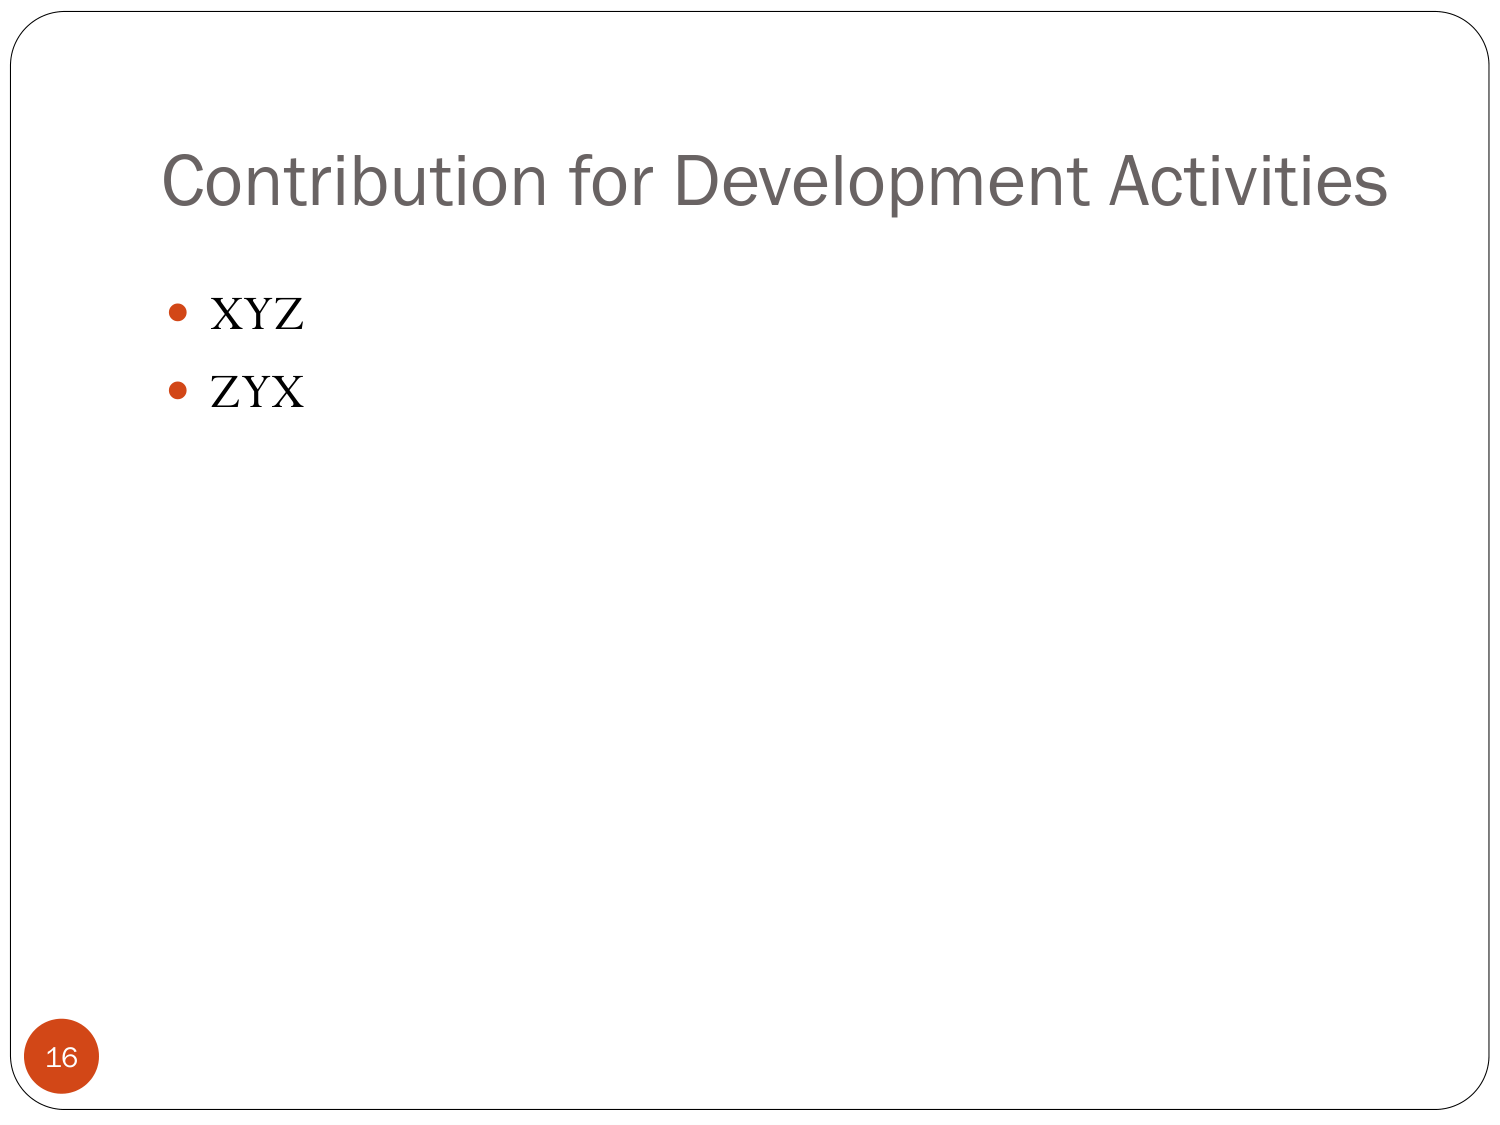 Contribution for Development Activities
• XYZ
• ZYX
16